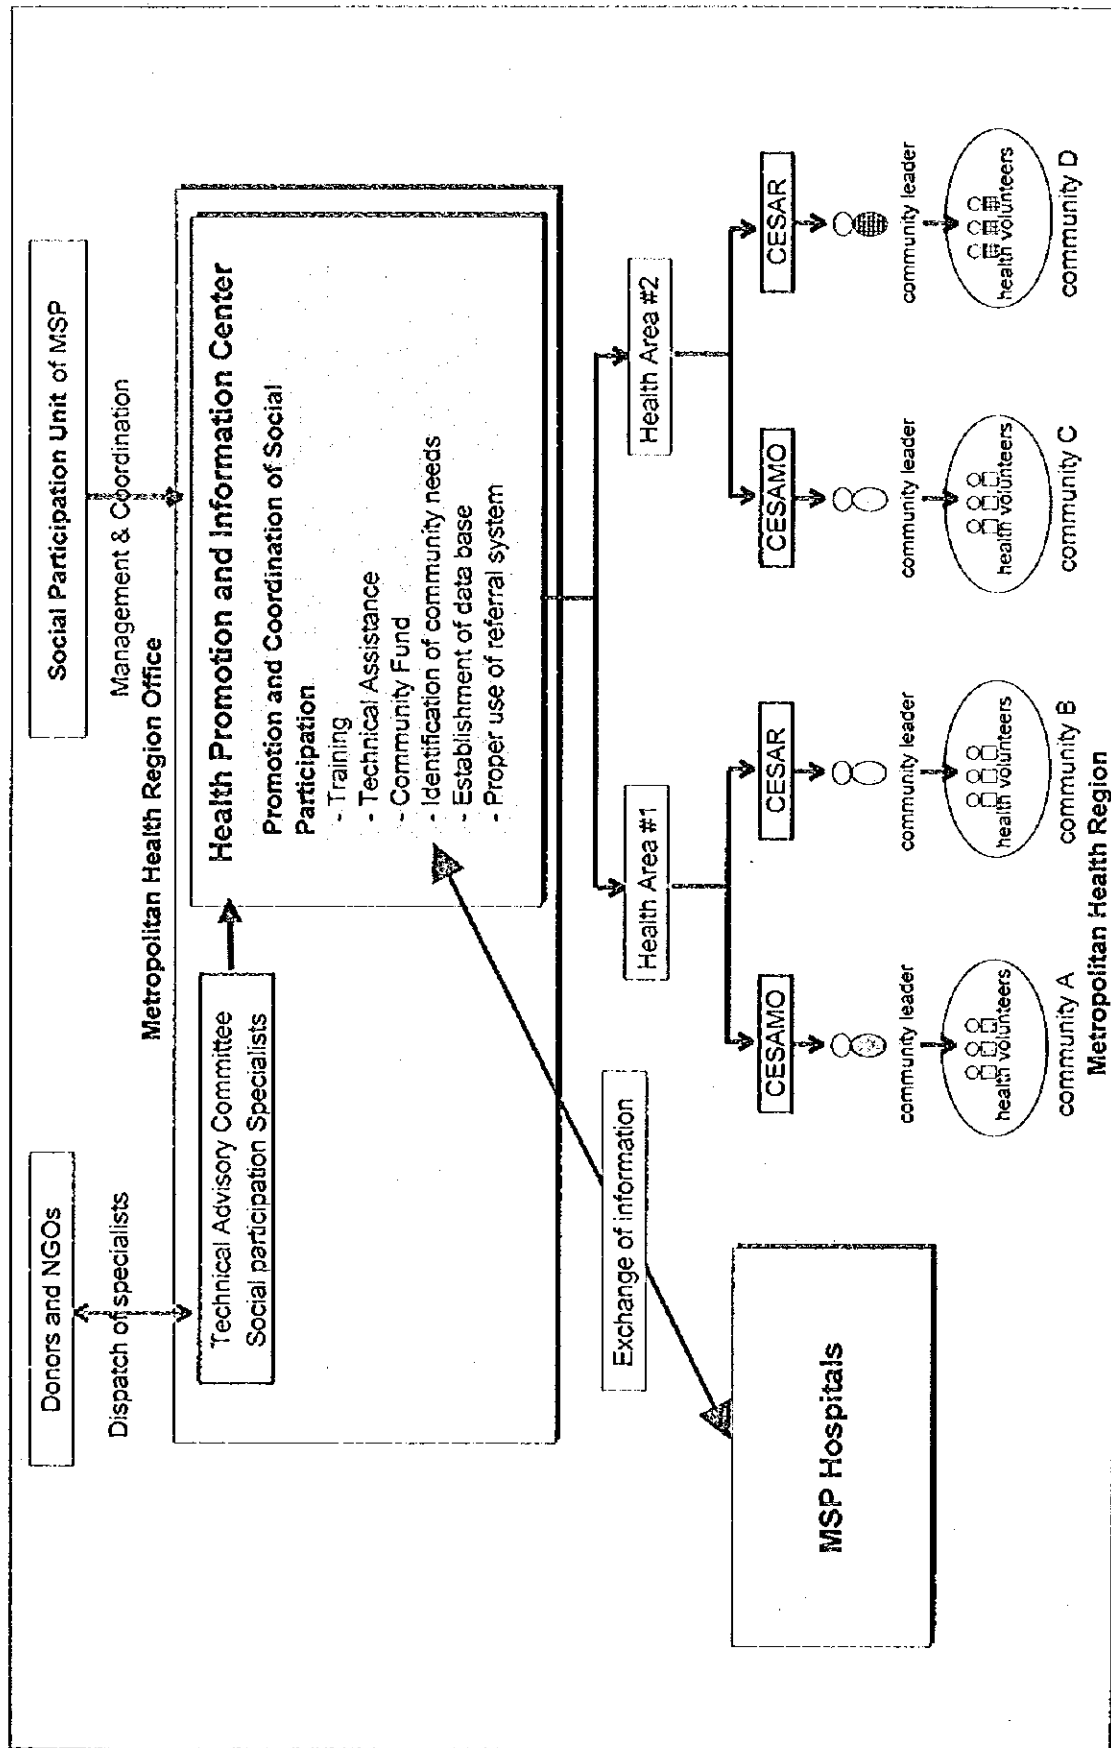 Donors and NGOs
Social Participation Unit of MSP
Dispatch of specialists
Management & Coordination
Metropolitan Health Region Office
Technical Advisory Committee
Social participation Specialists
Health Promotion and Information Center
Promotion and Coordination of Social
Participation
- Training
- Technical Assistance
- Community Fund
- Identification of community needs
- Establishment of data base
- Proper use of referral system
Exchange of information
MSP Hospitals
Health Area #1
Health Area #2
CESAMO
CESAR
CESAMO
CESAR
community leader
community leader
community leader
community leader
health volunteers
health volunteers
health volunteers
health volunteers
community A
community B
community C
community D
Metropolitan Health Region